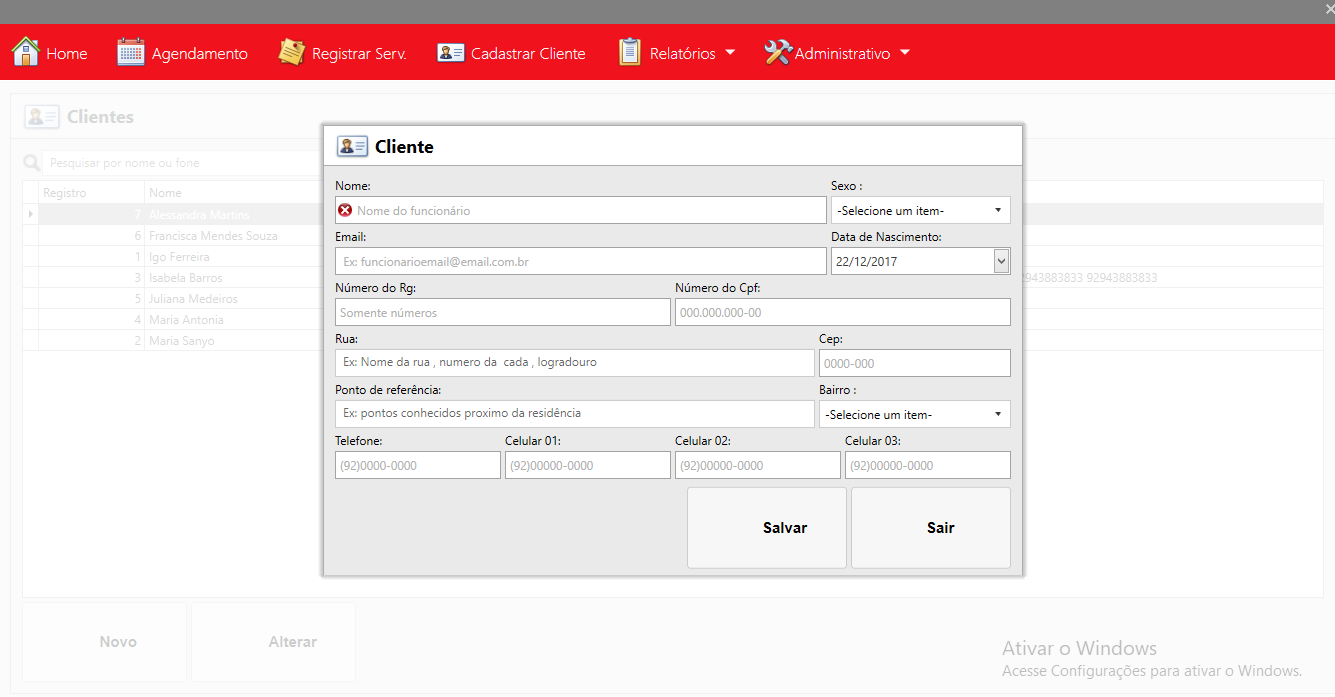 Home Agendamento Registrar Serv. Cadastrar Cliente Relatórios Administrativo
Clientes
Pesquisar por nome ou fone
Registro Nome
7 Alessandra Martins
6 Francisca Mendes Souza
1 Igo Ferreira
3 Isabela Barros
2943883833 92943883833
5 Juliana Medeiros
4 Maria Antonia
2 Maria Sanyo
Cliente
Nome: Sexo :
Nome do funcionário -Selecione um item-
Email: Data de Nascimento:
Ex: funcionarioemail@email.com.br 22/12/2017
Número do Rg: Número do Cpf:
Somente números 000.000.000-00
Rua: Cep:
Ex: Nome da rua , numero da cada , logradouro 0000-000
Ponto de referência: Bairro :
Ex: pontos conhecidos proximo da residência -Selecione um item-
Telefone: Celular 01: Celular 02: Celular 03:
(92)0000-0000 (92)00000-0000 (92)00000-0000 (92)00000-0000
Salvar Sair
Novo Alterar
Ativar o Windows
Acesse Configurações para ativar o Windows.